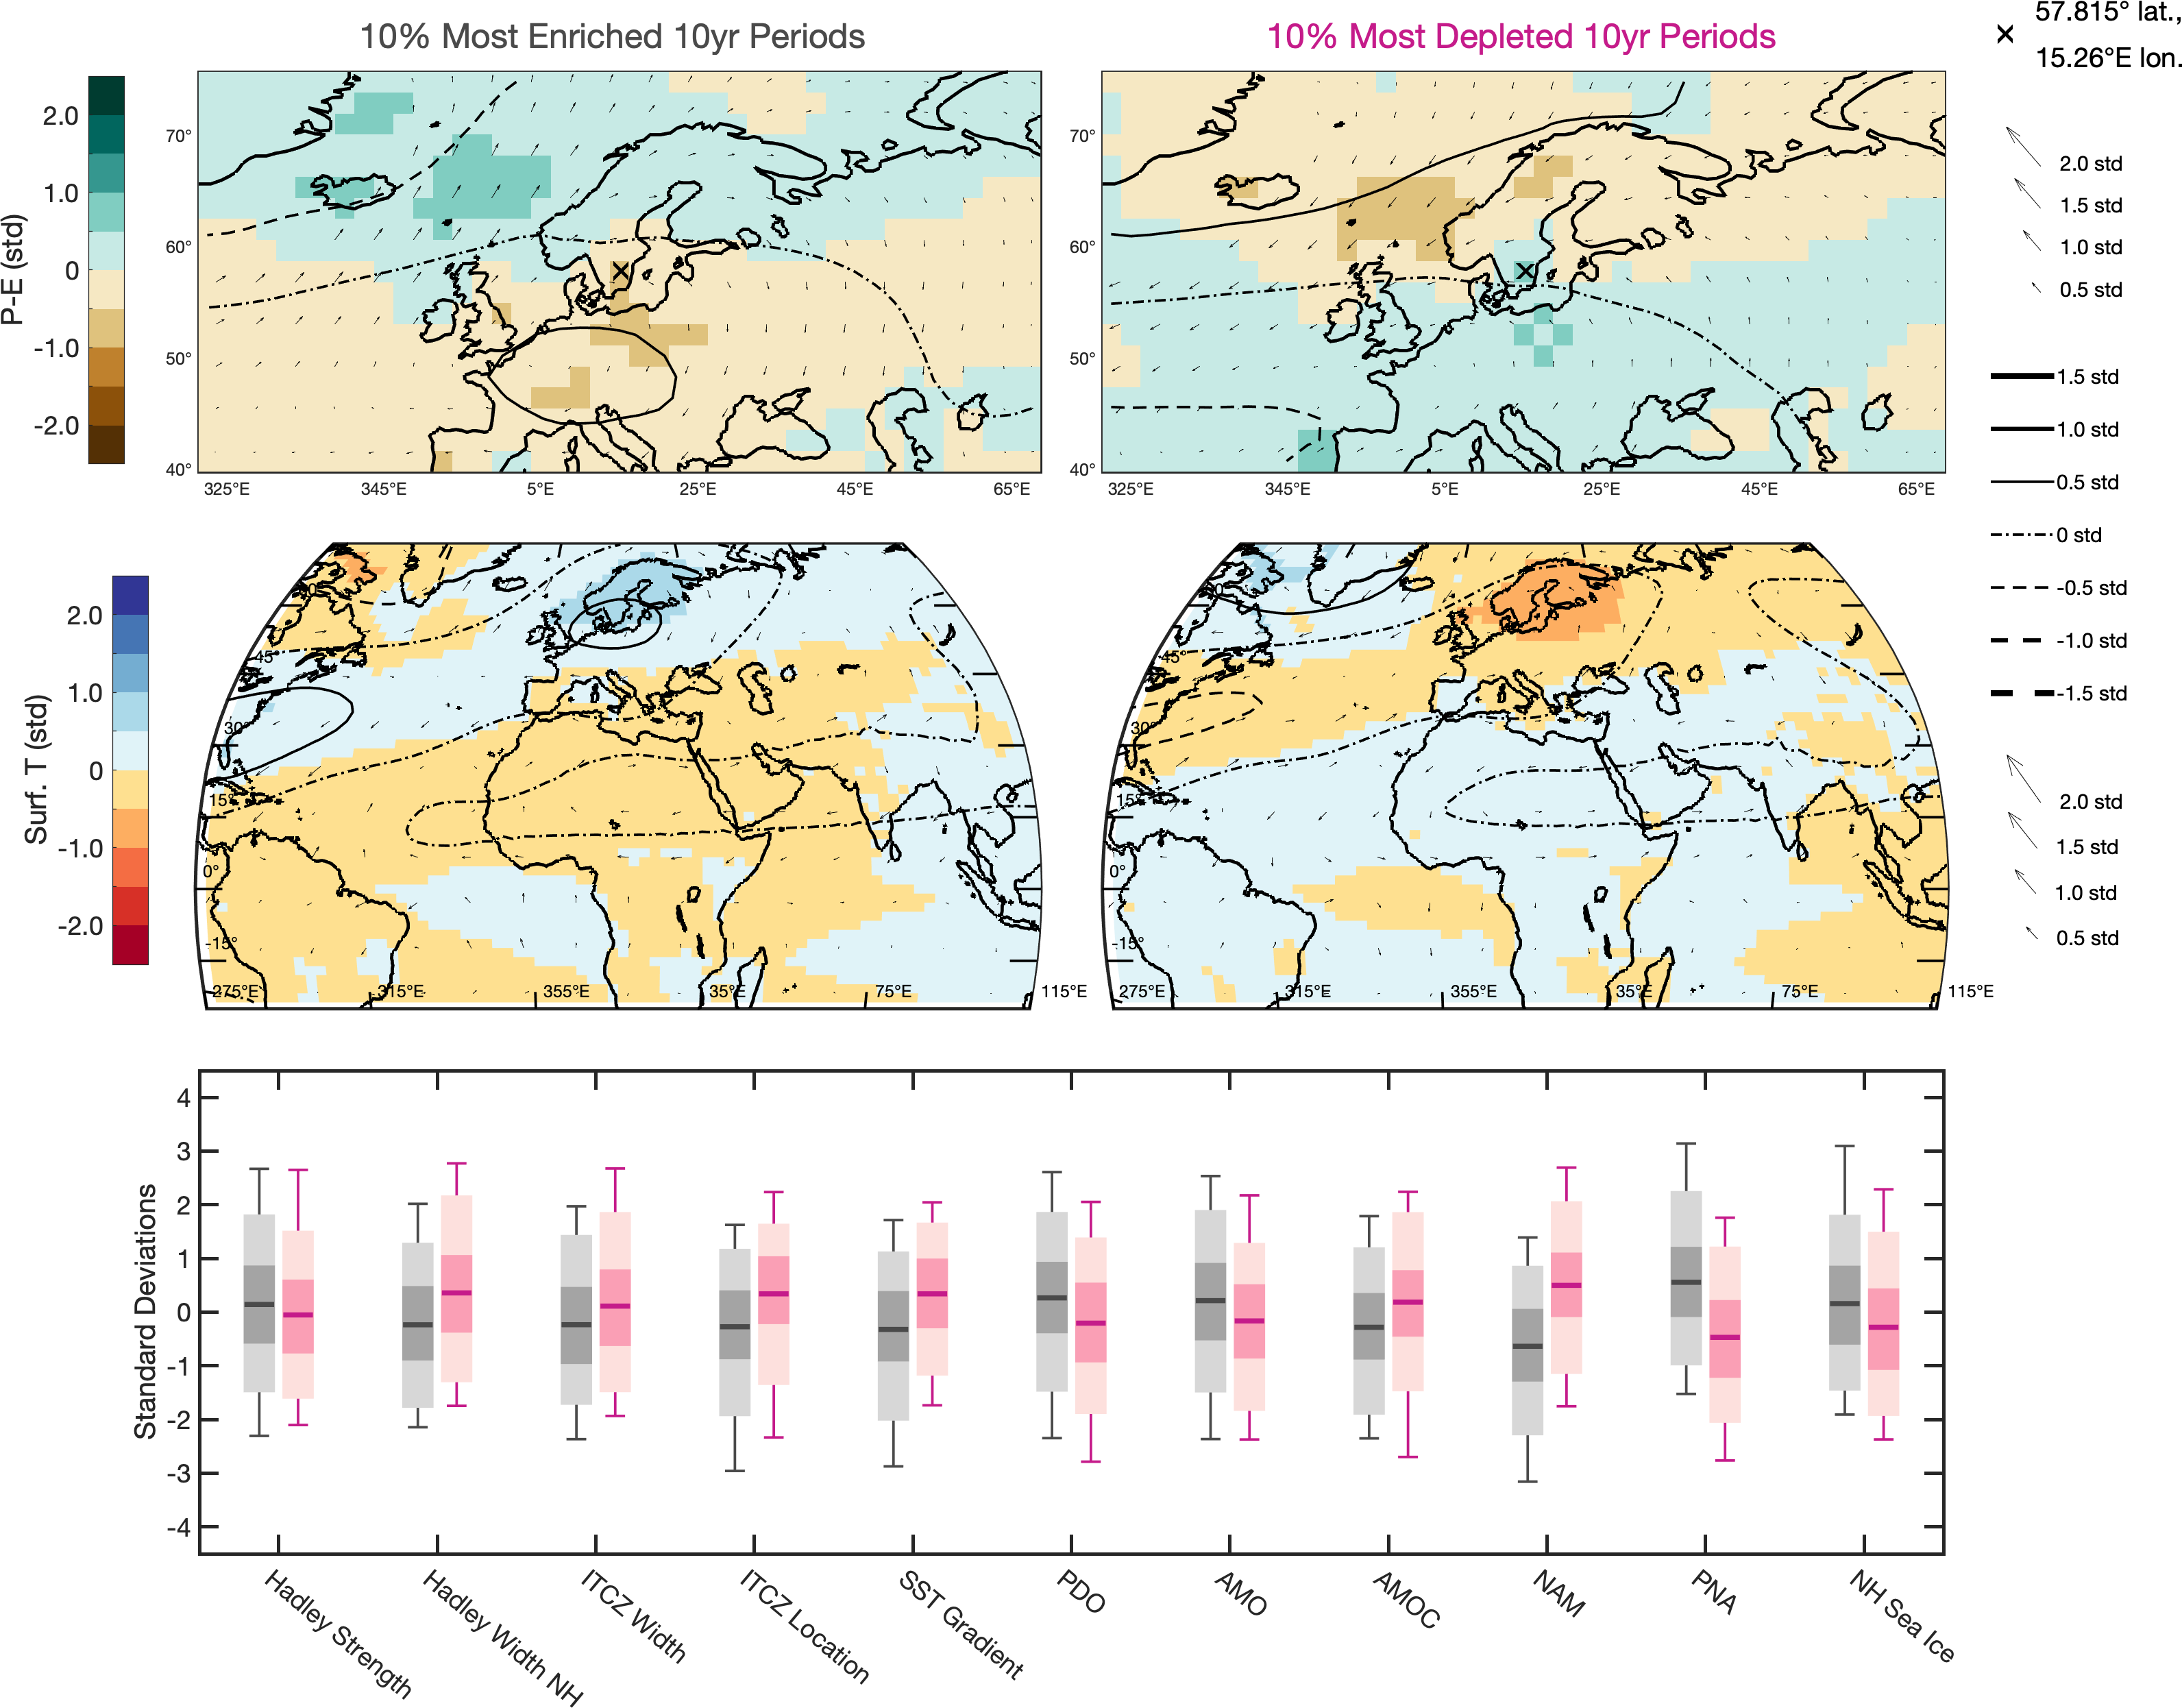 10% Most Enriched 10yr Periods
10% Most Depleted 10yr Periods
57.815° lat.,
15.26°E lon.
P-E (std)
2.0
1.0
0
-1.0
-2.0
70°
60°
50°
40°
325°E 345°E 5°E 25°E 45°E 65°E
70°
60°
50°
40°
325°E 345°E 5°E 25°E 45°E 65°E
2.0 std
1.5 std
1.0 std
0.5 std
1.5 std
1.0 std
0.5 std
0 std
-0.5 std
-1.0 std
-1.5 std
2.0 std
1.5 std
1.0 std
0.5 std
Surf. T (std)
2.0
1.0
0
-1.0
-2.0
45°
30°
15°
0°
-15°
275°E 315°E 355°E 35°E 75°E 115°E
45°
30°
15°
0°
-15°
275°E 315°E 355°E 35°E 75°E 115°E
Standard Deviations
4
3
2
1
0
-1
-2
-3
-4
Hadley Strength
Hadley Width NH
ITCZ Width
ITCZ Location
SST Gradient
PDO
AMO
AMOC
NAM
PNA
NH Sea Ice